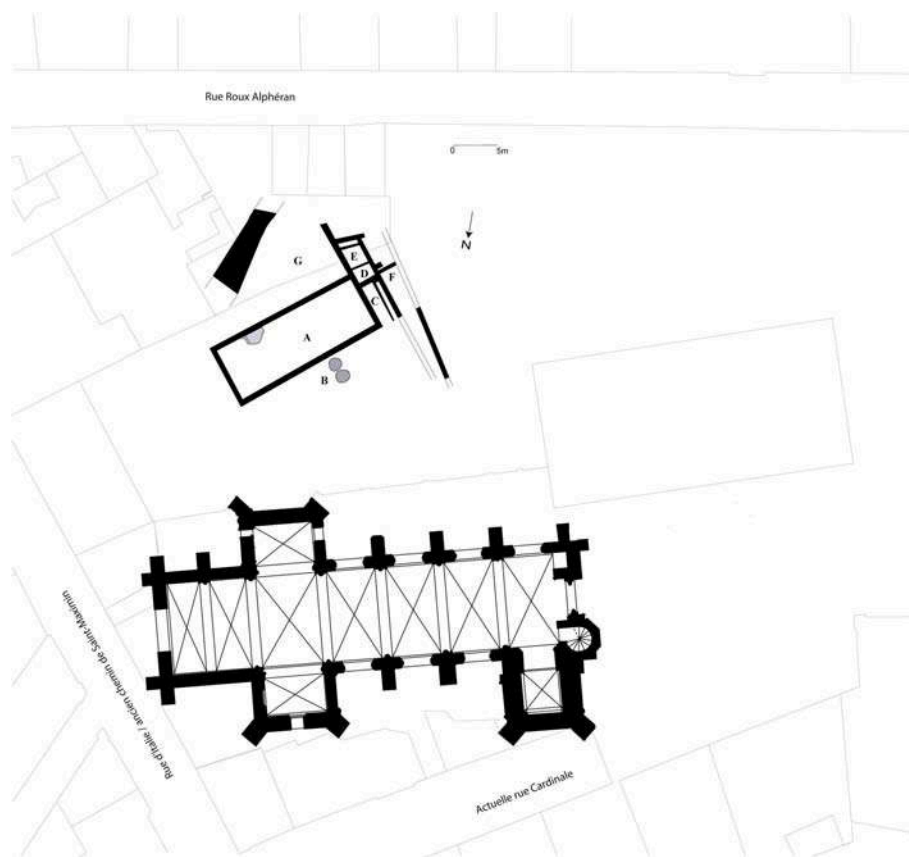 Rue Roux Alphéran
0 5m
N
E
G
D
F
C
A
B
Rue d'Italie / ancien chemin de Saint-Maximin
Actuelle rue Cardinale